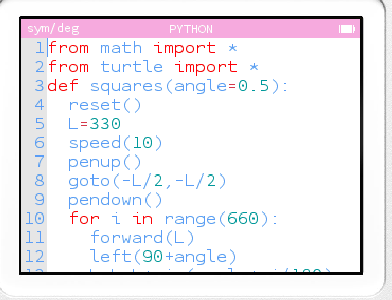 sym/deg PYTHON
1 from math import *
2 from turtle import *
3 def squares(angle=0.5):
4 reset()
5 L=330
6 speed(10)
7 penup()
8 goto(-L/2,-L/2)
9 pendown()
10 for i in range(660):
11 forward(L)
12 left(90+angle)